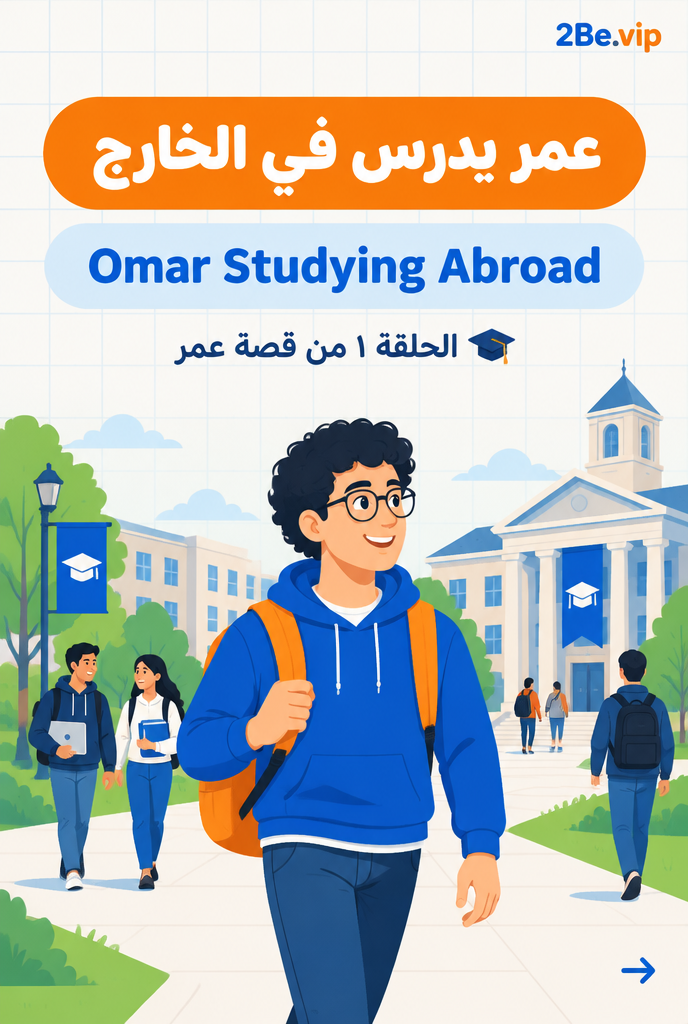 2Be.vip
عمر يدرس في الخارج
Omar Studying Abroad
الحلقة ١ من قصة عمر